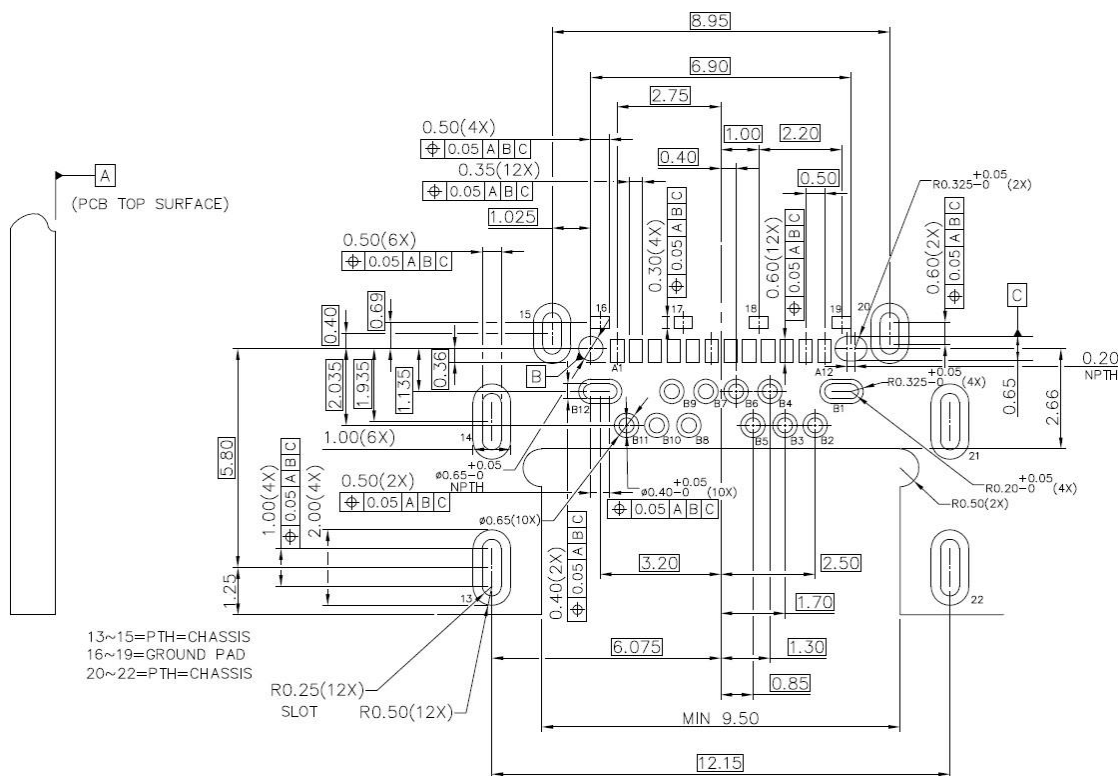 8.95
6.90
2.75
0.50(4X)
1.00
2.20
⌖ 0.05 A B C
0.40
0.35(12X)
0.50
+0.05
R0.325-0 (2X)
A
⌖ 0.05 A B C
(PCB TOP SURFACE)
1.025
0.30(4X)
⌖ 0.05 A B C
0.60(12X)
⌖ 0.05 A B C
0.60(2X)
⌖ 0.05 A B C
0.50(6X)
⌖ 0.05 A B C
C
0.40
0.69
15
16
17
18
19
20
0.36
B
A1
A12
0.20
NPTH
+0.05
R0.325-0 (4X)
0.65
2.66
2.035
1.935
1.135
B12
B9
B7
B6
B4
B1
1.00(6X)
14
B11
B10
B8
B5
B3
B2
21
5.80
+0.05
ø0.65-0
NPTH
+0.05
ø0.40-0 (10X)
⌖ 0.05 A B C
+0.05
R0.20-0 (4X)
R0.50(2X)
1.00(4X)
⌖ 0.05 A B C
2.00(4X)
0.50(2X)
⌖ 0.05 A B C
ø0.65(10X)
0.40(2X)
⌖ 0.05 A B C
3.20
2.50
1.25
13
22
1.70
13~15=PTH=CHASSIS
16~19=GROUND PAD
20~22=PTH=CHASSIS
6.075
1.30
0.85
R0.25(12X)
SLOT
R0.50(12X)
MIN 9.50
12.15